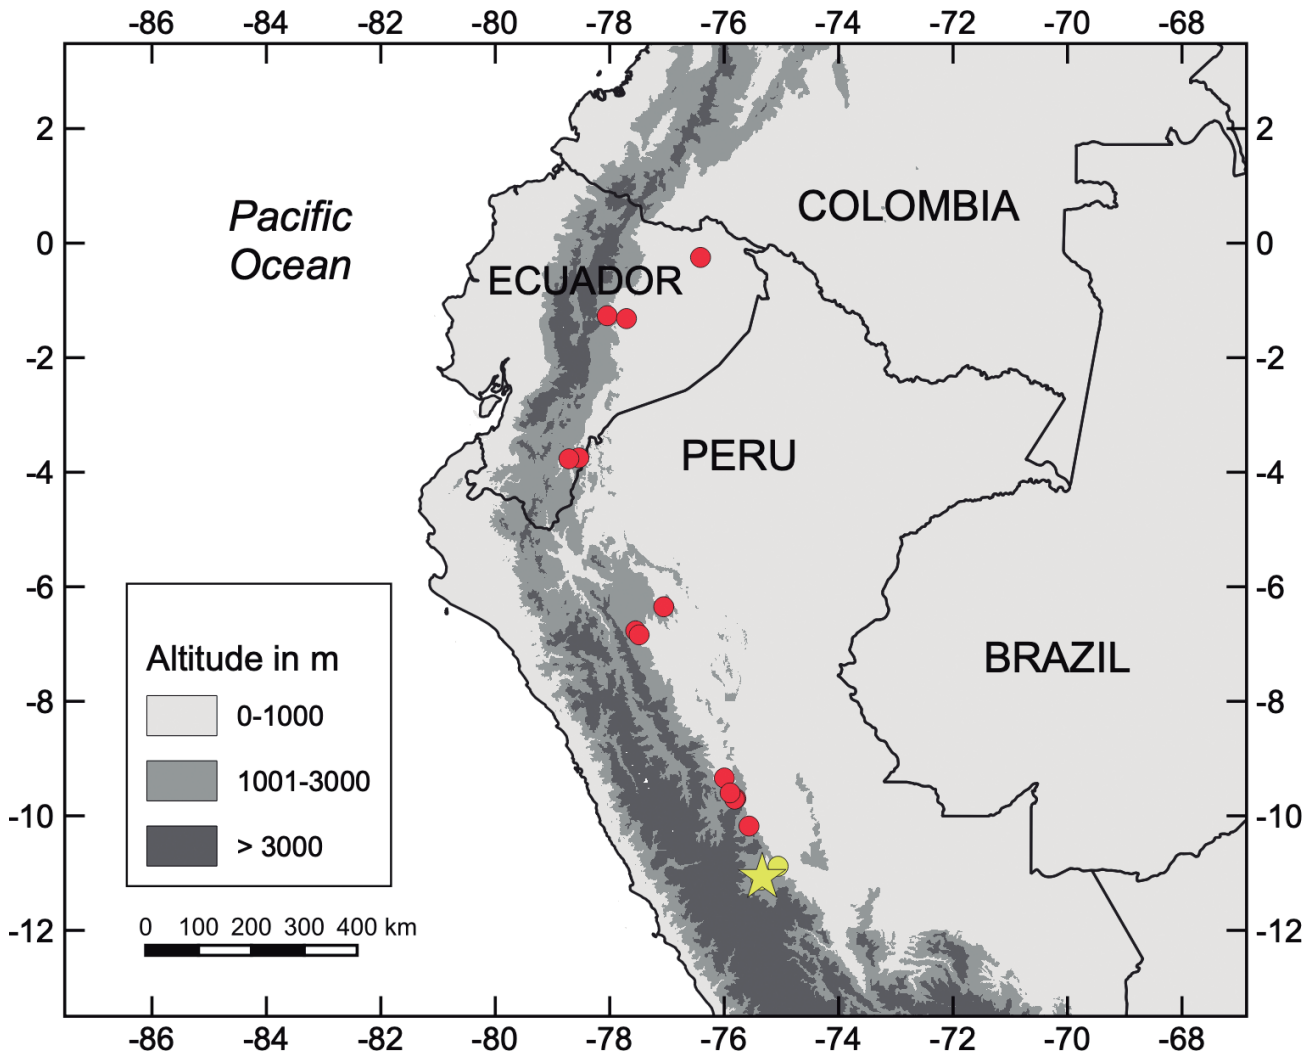 -86 -84 -82 -80 -78 -76 -74 -72 -70 -68
2 2
COLOMBIA
Pacific
Ocean
0 0
ECUADOR
-2 -2
PERU
-4 -4
-6 -6
Altitude in m
BRAZIL
-8 -8
0-1000
1001-3000
-10 -10
> 3000
0 100 200 300 400 km
-12 -12
-86 -84 -82 -80 -78 -76 -74 -72 -70 -68